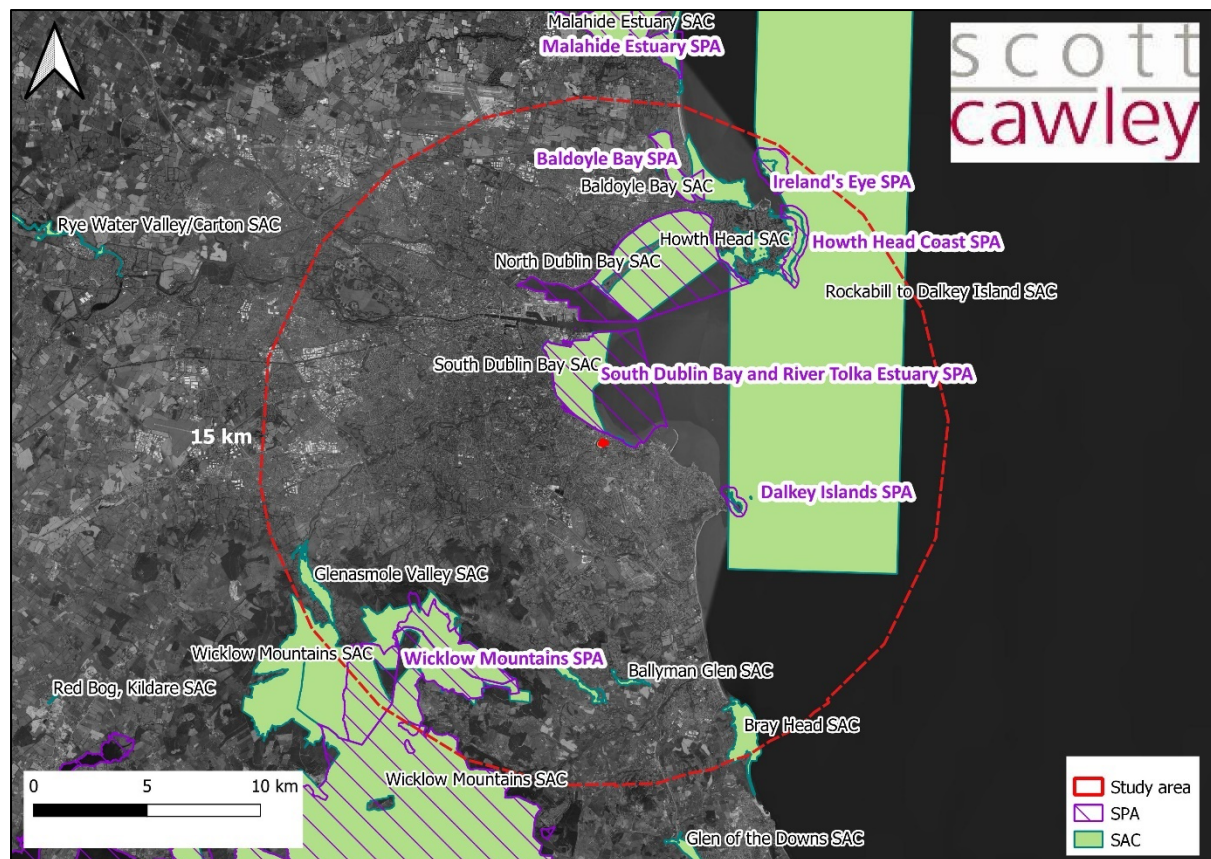 Malahide Estuary SAC
Malahide Estuary SPA
scott
cawley
Baldoyle Bay SPA
Baldoyle Bay SAC
Ireland's Eye SPA
Rye Water Valley/Carton SAC
Howth Head SAC
Howth Head Coast SPA
North Dublin Bay SAC
Rockabill to Dalkey Island SAC
South Dublin Bay SAC
South Dublin Bay and River Tolka Estuary SPA
15 km
Dalkey Islands SPA
Glenasmole Valley SAC
Wicklow Mountains SAC
Wicklow Mountains SPA
Ballyman Glen SAC
Red Bog, Kildare SAC
Bray Head SAC
Wicklow Mountains SAC
0 5 10 km
Glen of the Downs SAC
Study area
SPA
SAC